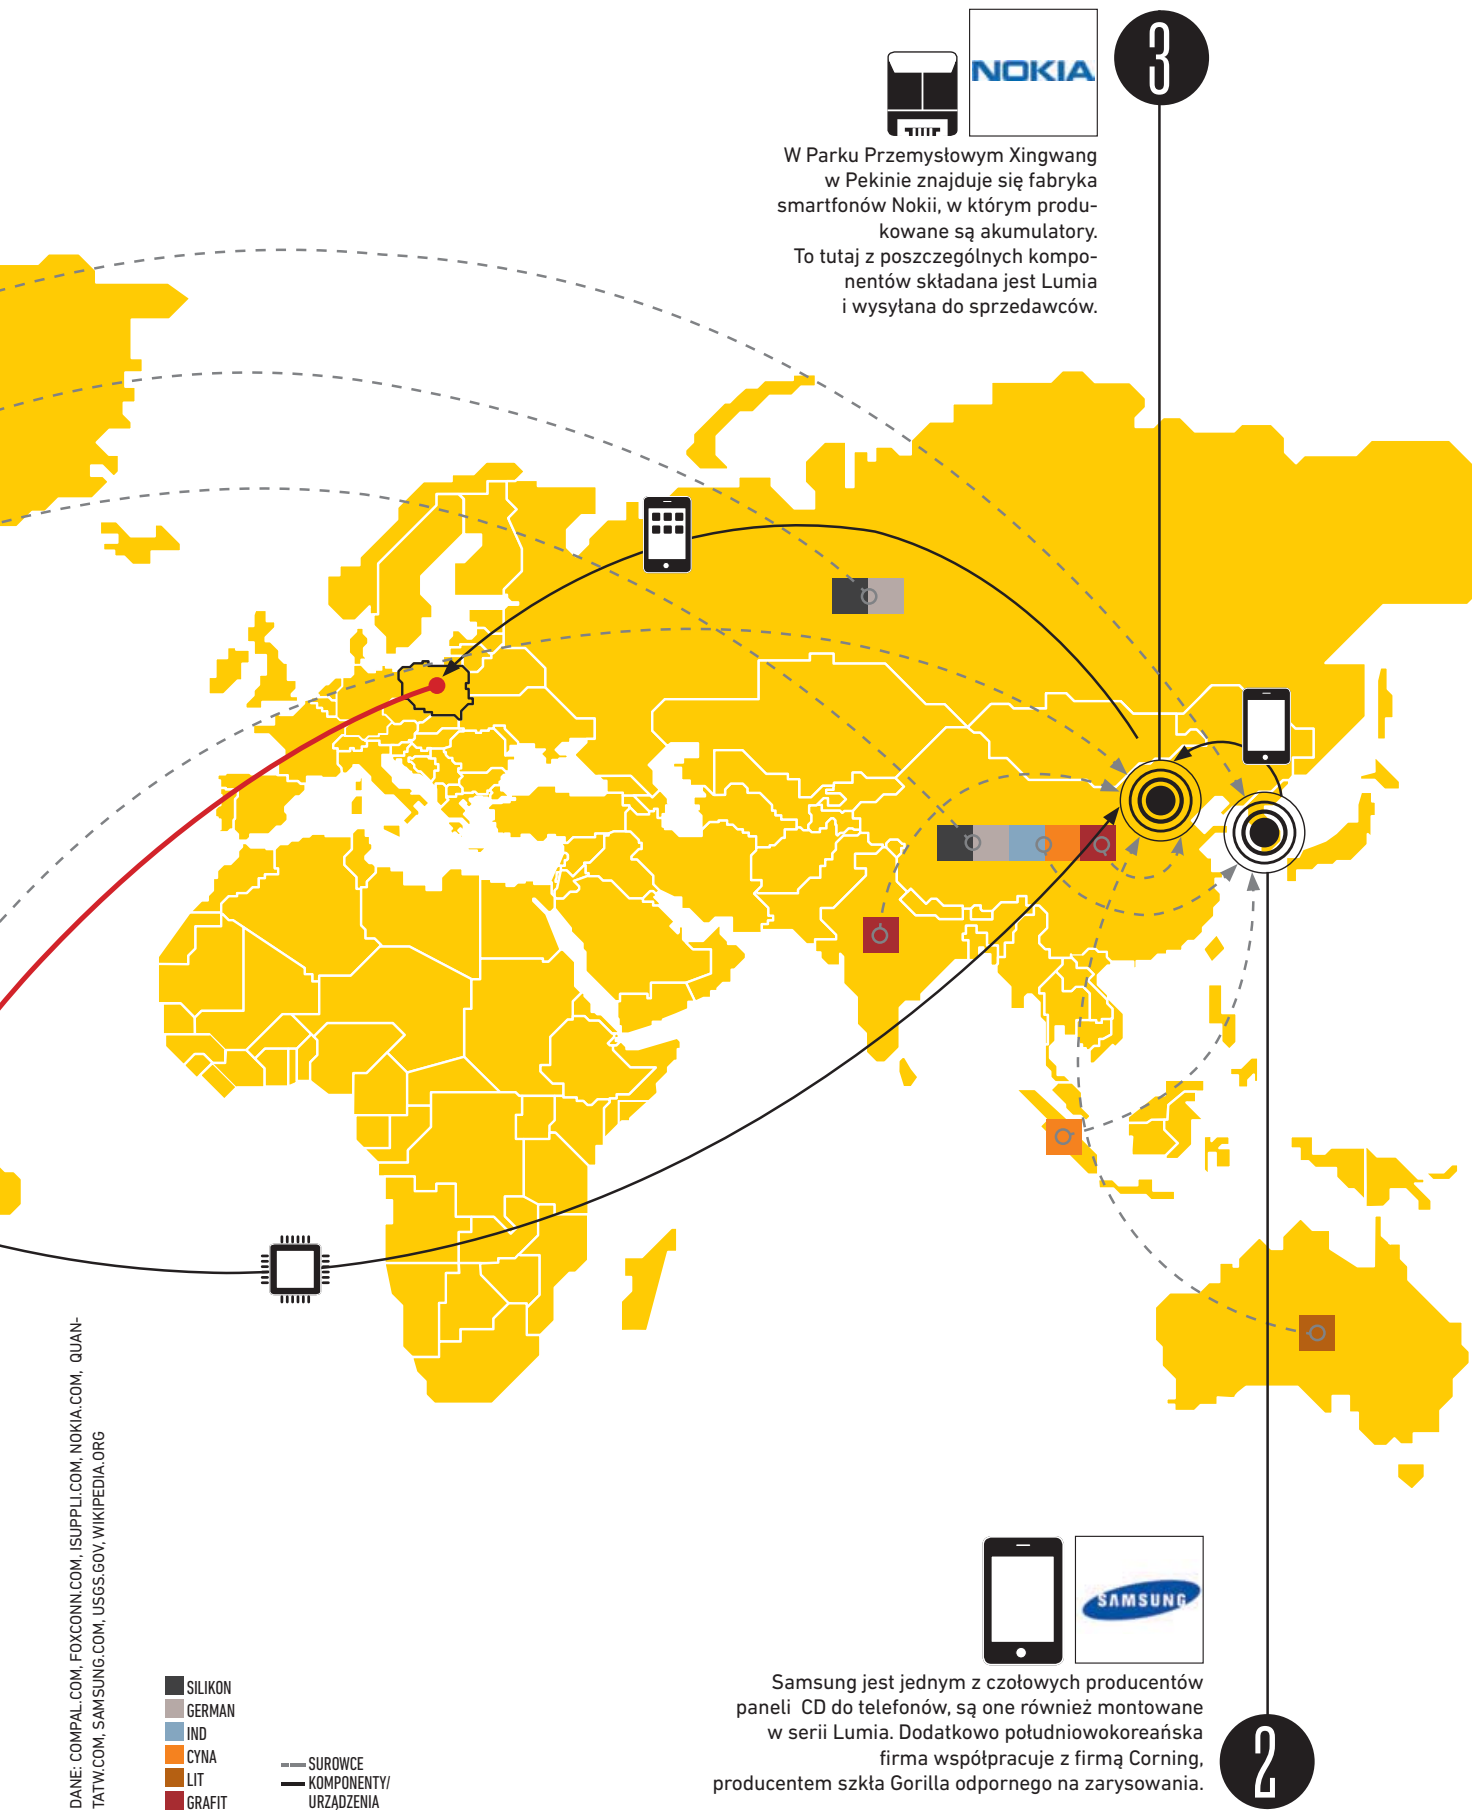 3
NOKIA
W Parku Przemysłowym Xingwang
w Pekinie znajduje się fabryka
smartfonów Nokii, w którym produ-
kowane są akumulatory.
To tutaj z poszczególnych kompo-
nentów składana jest Lumia
i wysyłana do sprzedawców.
DANE: COMPAL.COM, FOXCONN.COM, ISUPPLI.COM, NOKIA.COM, QUAN-
TATW.COM, SAMSUNG.COM, USGS.GOV, WIKIPEDIA.ORG
SILIKON
GERMAN
IND
CYNA
LIT
GRAFIT
SUROWCE
KOMPONENTY/
URZĄDZENIA
SAMSUNG
Samsung jest jednym z czołowych producentów
paneli CD do telefonów, są one również montowane
w serii Lumia. Dodatkowo południowokoreańska
firma współpracuje z firmą Corning,
producentem szkła Gorilla odpornego na zarysowania.
2